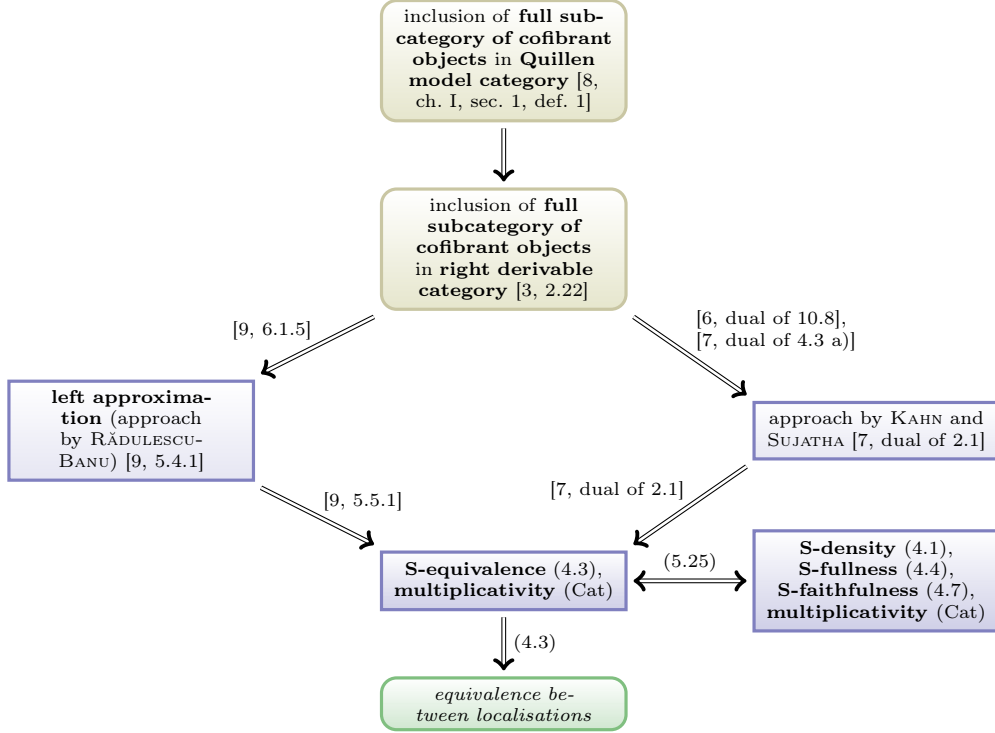 inclusion of full sub-
category of cofibrant
objects in Quillen
model category [8,
ch. I, sec. 1, def. 1]
inclusion of full
subcategory of
cofibrant objects
in right derivable
category [3, 2.22]
[9, 6.1.5]
[6, dual of 10.8],
[7, dual of 4.3 a)]
left approxima-
tion (approach
by RĂDULESCU-
BANU) [9, 5.4.1]
approach by KAHN and
SUJATHA [7, dual of 2.1]
[9, 5.5.1]
[7, dual of 2.1]
S-equivalence (4.3),
multiplicativity (Cat)
(5.25)
S-density (4.1),
S-fullness (4.4),
S-faithfulness (4.7),
multiplicativity (Cat)
(4.3)
equivalence be-
tween localisations